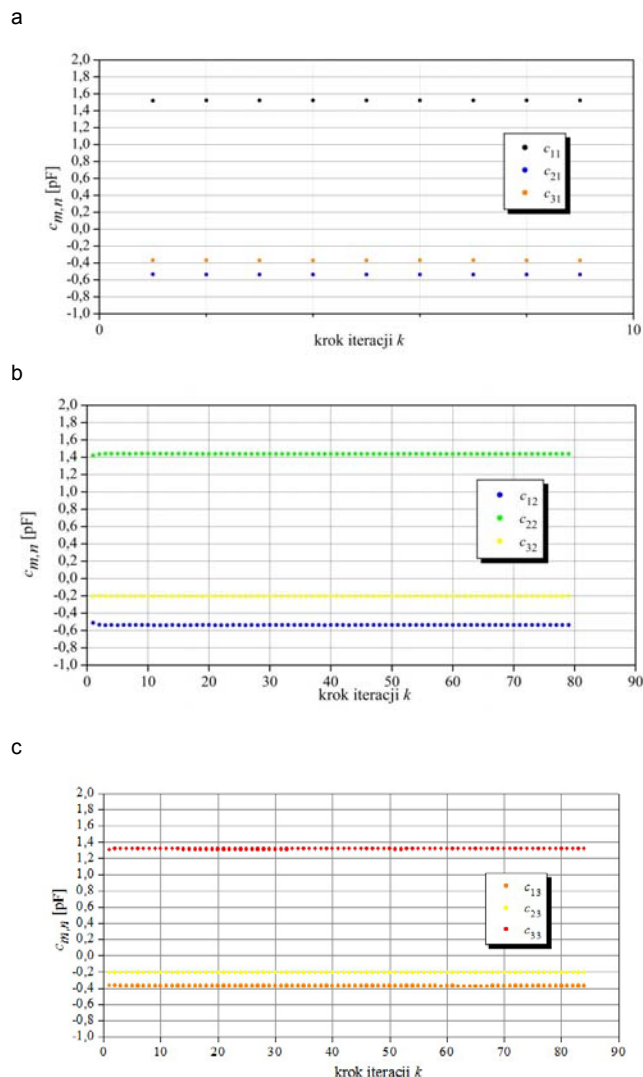 a
2,0
1,8
1,6
1,4
1,2
1,0
0,8
0,6
0,4
0,2
0,0
-0,2
-0,4
-0,6
-0,8
-1,0
c_{m,n} [pF]
c_{11}
c_{21}
c_{31}
0 10
krok iteracji k
b
2,0
1,8
1,6
1,4
1,2
1,0
0,8
0,6
0,4
0,2
0,0
-0,2
-0,4
-0,6
-0,8
-1,0
c_{m,n} [pF]
c_{12}
c_{22}
c_{32}
0 10 20 30 40 50 60 70 80 90
krok iteracji k
c
2,0
1,8
1,6
1,4
1,2
1,0
0,8
0,6
0,4
0,2
0,0
-0,2
-0,4
-0,6
-0,8
-1,0
c_{m,n} [pF]
c_{13}
c_{23}
c_{33}
0 10 20 30 40 50 60 70 80 90
krok iteracji k